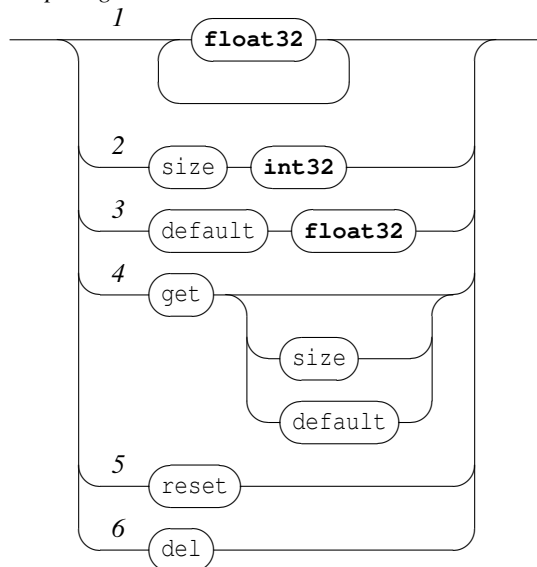 1
float32
2
size int32
3
default float32
4
get
size
default
5
reset
6
del